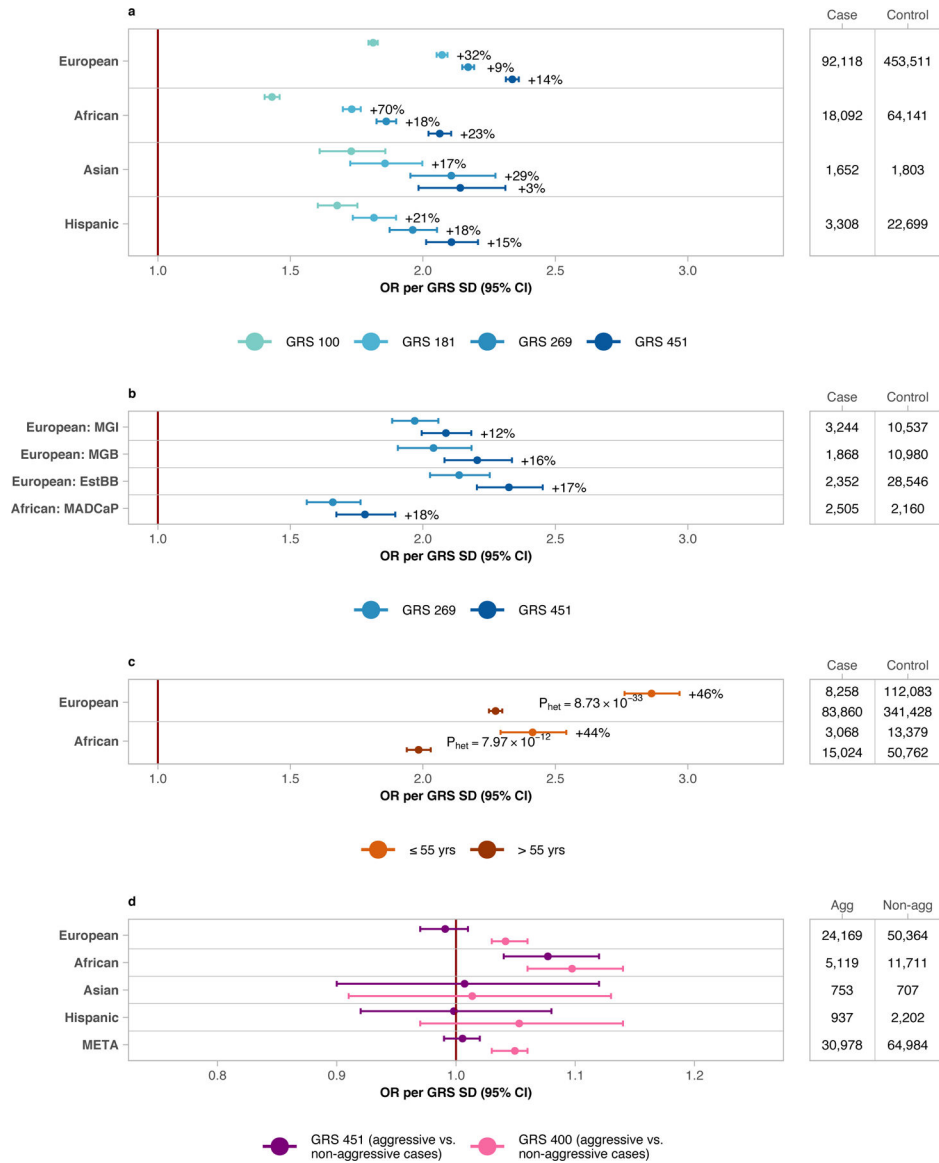 a
Case Control
European +32% +9% +14% 92,118 453,511
African +70% +18% +23% 18,092 64,141
Asian +17% +29% +3% 1,652 1,803
Hispanic +21% +18% +15% 3,308 22,699
1.0 1.5 2.0 2.5 3.0
OR per GRS SD (95% CI)
GRS 100 GRS 181 GRS 269 GRS 451
b
Case Control
European: MGI +12% 3,244 10,537
European: MGB +16% 1,868 10,980
European: EstBB +17% 2,352 28,546
African: MADCaP +18% 2,505 2,160
1.0 1.5 2.0 2.5 3.0
OR per GRS SD (95% CI)
GRS 269 GRS 451
c
Case Control
+46% 8,258 112,083
European P_het = 8.73 × 10⁻³³
83,860 341,428
+44% 3,068 13,379
African P_het = 7.97 × 10⁻¹²
15,024 50,762
1.0 1.5 2.0 2.5 3.0
OR per GRS SD (95% CI)
≤ 55 yrs > 55 yrs
d
Agg Non-agg
European 24,169 50,364
African 5,119 11,711
Asian 753 707
Hispanic 937 2,202
META 30,978 64,984
0.8 0.9 1.0 1.1 1.2
OR per GRS SD (95% CI)
GRS 451 (aggressive vs. non-aggressive cases)
GRS 400 (aggressive vs. non-aggressive cases)